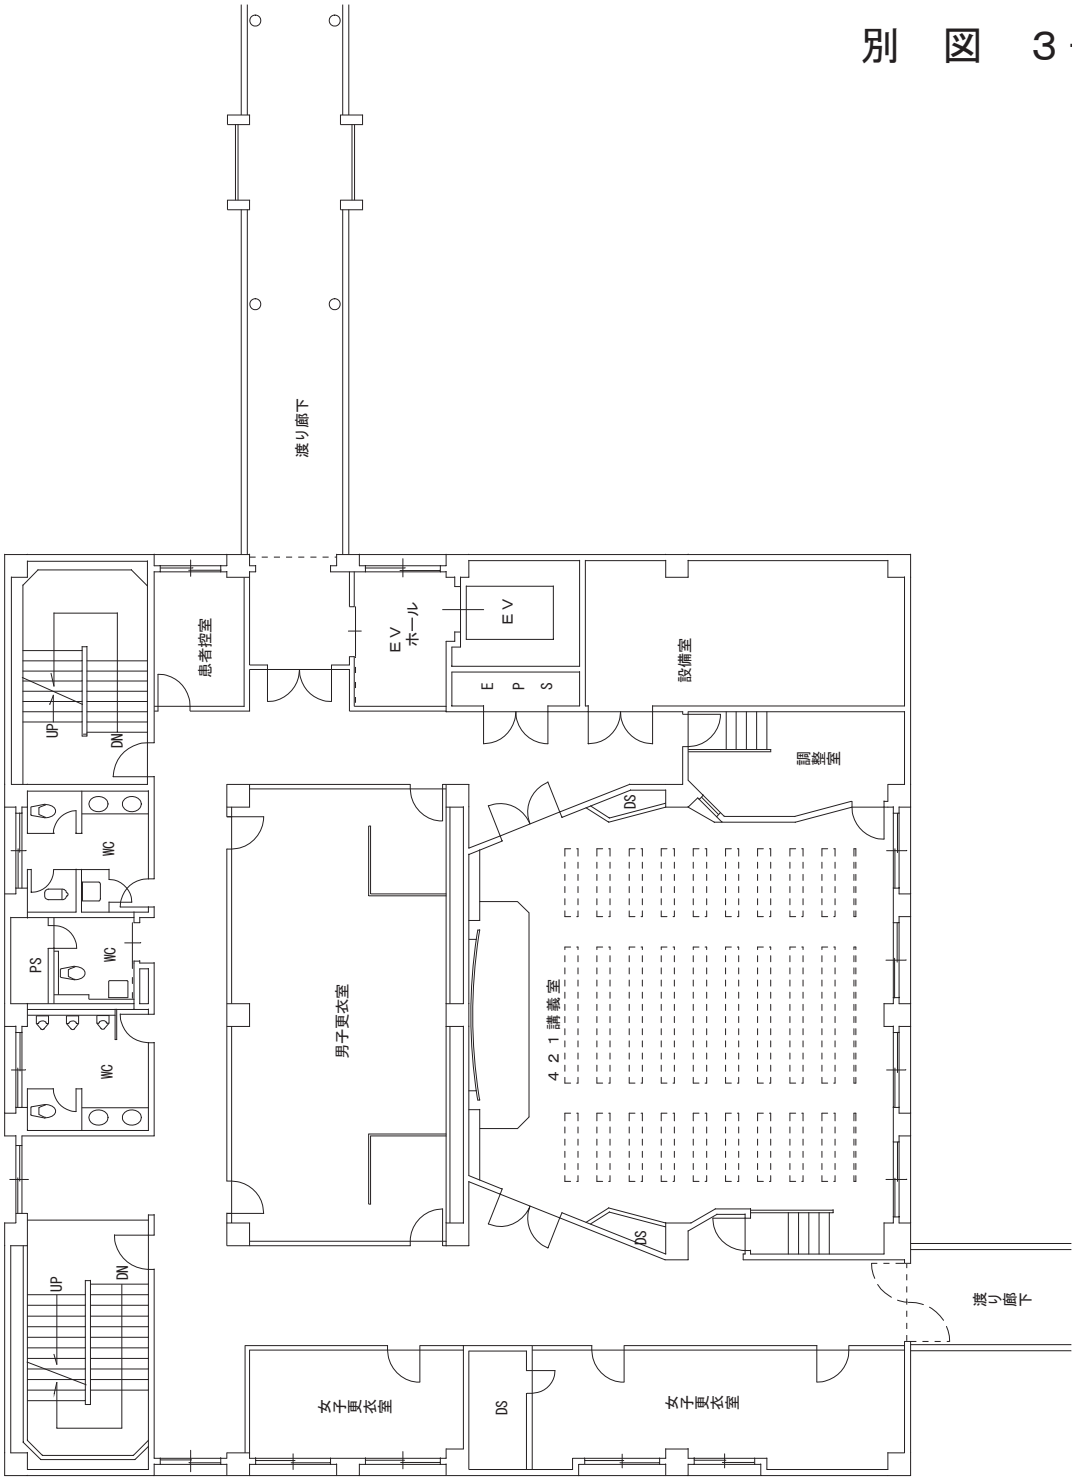 別 図 3-
渡り廊下
患者控室
EV
ホール
EV
E P S
設備室
調整室
UP
DN
WC
PS
WC
WC
男子更衣室
421講義室
DS
DS
UP
DN
渡り廊下
女子更衣室
DS
女子更衣室